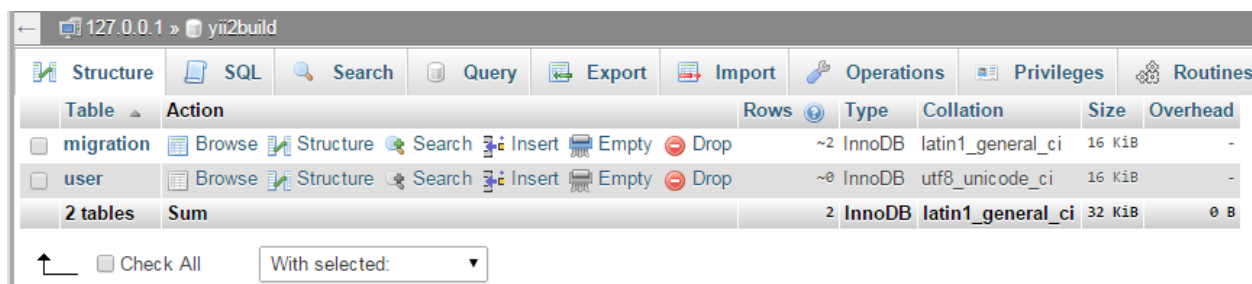 ← 127.0.0.1 » yii2build
Structure SQL Search Query Export Import Operations Privileges Routines
Table Action Rows Type Collation Size Overhead
migration Browse Structure Search Insert Empty Drop ~2 InnoDB latin1_general_ci 16 KiB -
user Browse Structure Search Insert Empty Drop ~0 InnoDB utf8_unicode_ci 16 KiB -
2 tables Sum 2 InnoDB latin1_general_ci 32 KiB 0 B
Check All With selected: